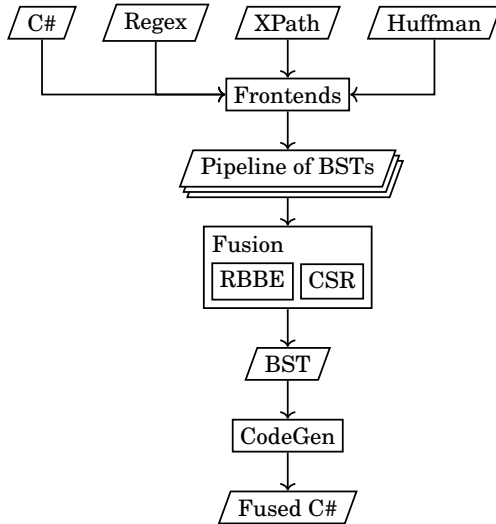 C#
Regex
XPath
Huffman
Frontends
Pipeline of BSTs
Fusion
RBBE
CSR
BST
CodeGen
Fused C#